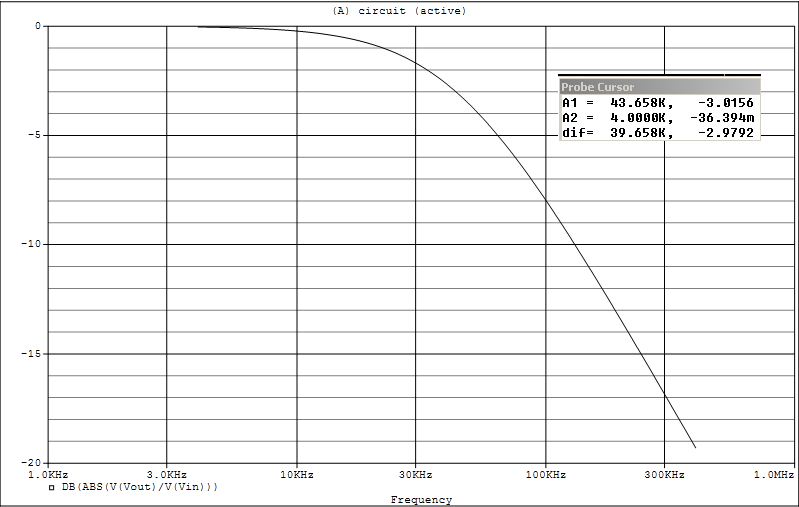 (A) circuit (active)
0
Probe Cursor
A1 = 43.658K, -3.0156
A2 = 4.0000K, -36.394m
dif= 39.658K, -2.9792
-5
-10
-15
-20
1.0KHz 3.0KHz 10KHz 30KHz 100KHz 300KHz 1.0MHz
DB(ABS(V(Vout)/V(Vin)))
Frequency